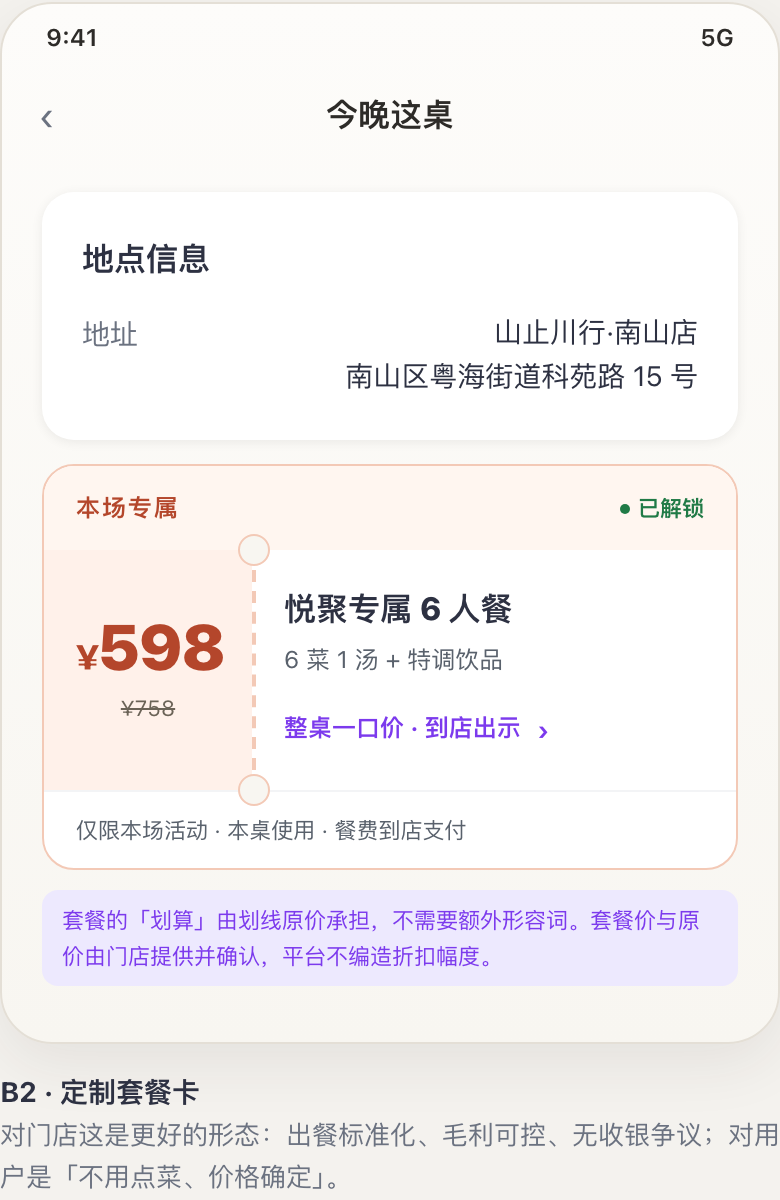 9:41
5G
‹
今晚这桌
地点信息
地址
山止川行·南山店
南山区粤海街道科苑路 15 号
本场专属
已解锁
¥598
¥758
悦聚专属 6 人餐
6 菜 1 汤 + 特调饮品
整桌一口价 · 到店出示 ›
仅限本场活动 · 本桌使用 · 餐费到店支付
套餐的「划算」由划线原价承担，不需要额外形容词。套餐价与原
价由门店提供并确认，平台不编造折扣幅度。
B2 · 定制套餐卡
对门店这是更好的形态：出餐标准化、毛利可控、无收银争议；对用
户是「不用点菜、价格确定」。